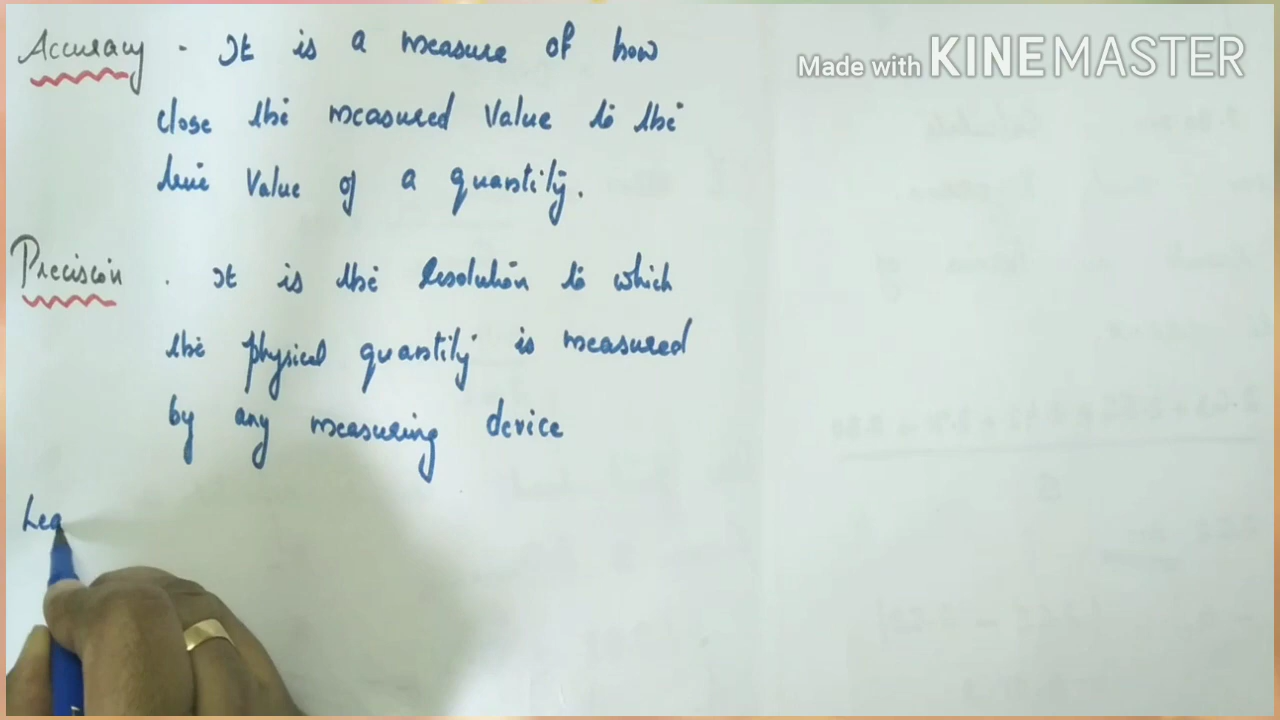 Accuracy - It is a measure of how
Made with KINEMASTER
close the measured value to the
true value of a quantity.
Precision . It is the resolution to which
the physical quantity is measured
by any measuring device
Lea